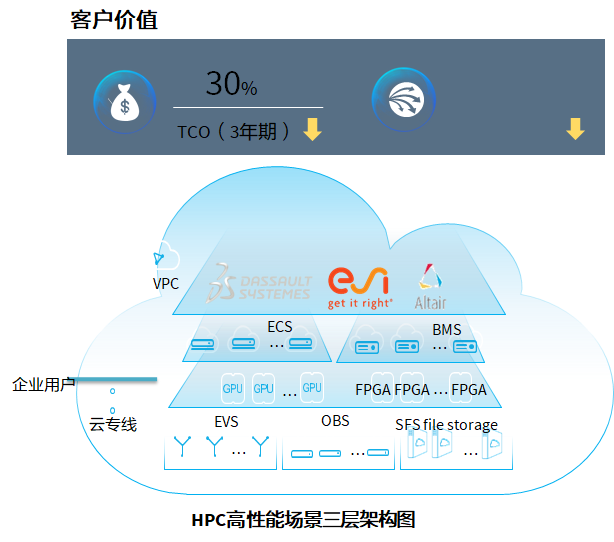 客户价值
30%
TCO（3年期）
VPC
DASSAULT SYSTEMES
esi
get it right®
Altair
ECS
BMS
... 
...
企业用户
GPU GPU ... GPU
FPGA FPGA ... FPGA
云专线
EVS
OBS
SFS file storage
...
...
...
HPC高性能场景三层架构图